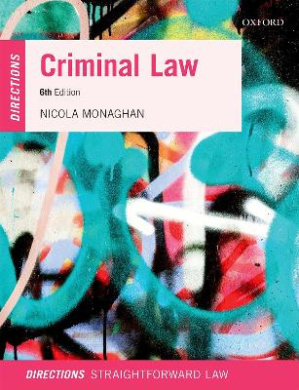 OXFORD
DIRECTIONS
Criminal Law
6th Edition
NICOLA MONAGHAN
DIRECTIONS STRAIGHTFORWARD LAW